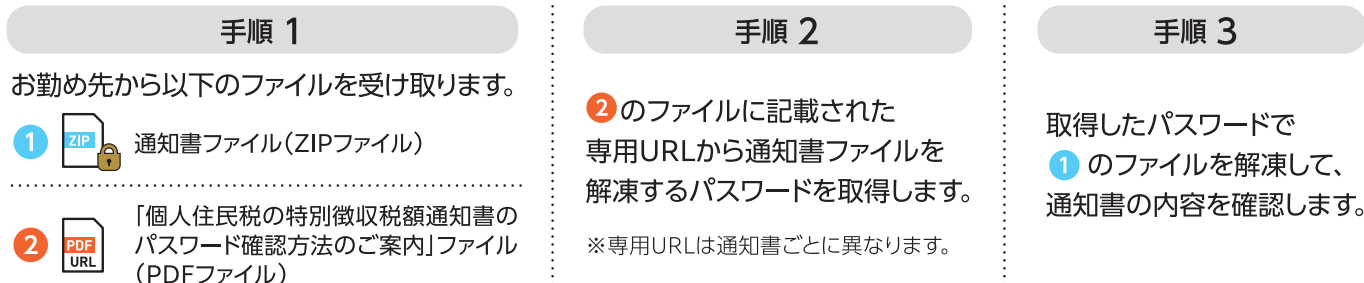 手順 1
お勤め先から以下のファイルを受け取ります。
1
ZIP
通知書ファイル(ZIPファイル)
2
PDF
URL
「個人住民税の特別徴収税額通知書の
パスワード確認方法のご案内」ファイル
(PDFファイル)
手順 2
2のファイルに記載された
専用URLから通知書ファイルを
解凍するパスワードを取得します。
※専用URLは通知書ごとに異なります。
手順 3
取得したパスワードで
1 のファイルを解凍して、
通知書の内容を確認します。